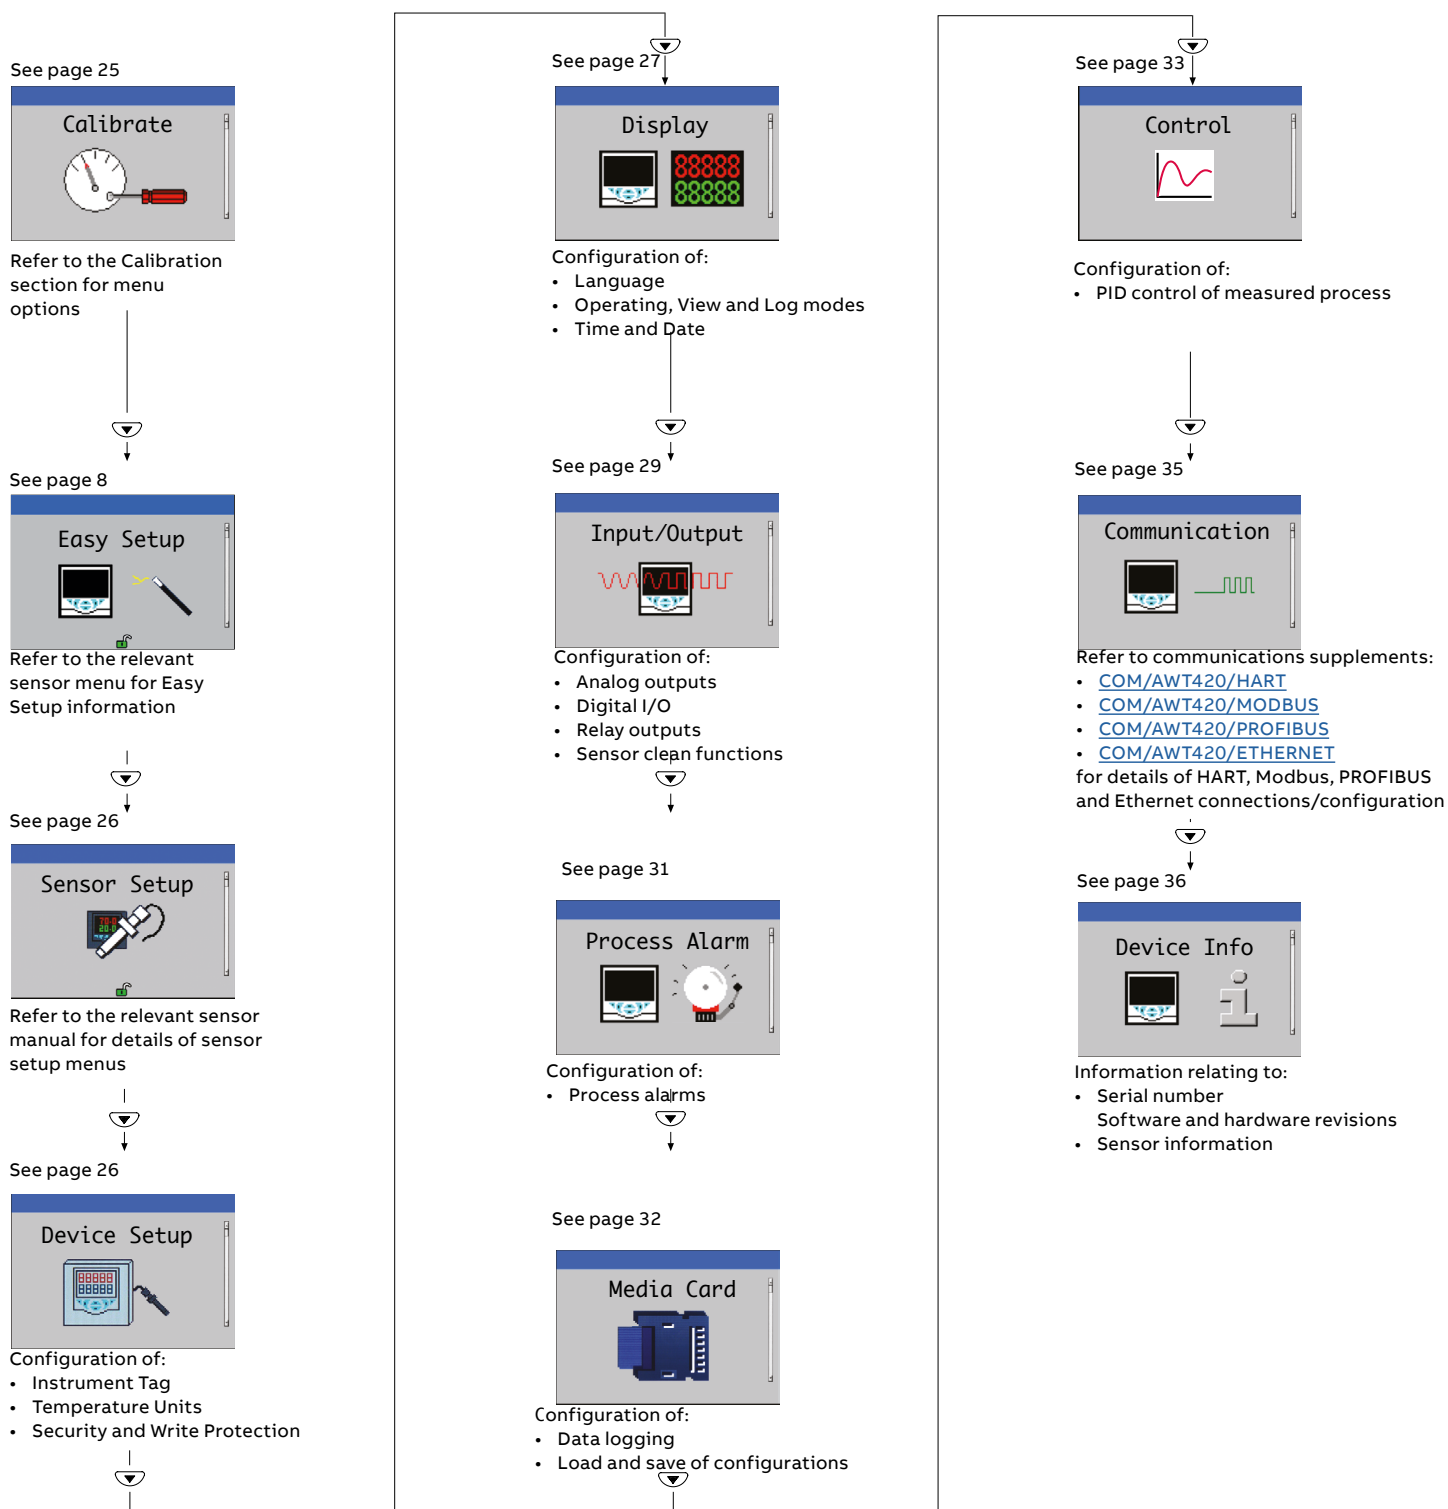 See page 25
Calibrate
Refer to the Calibration
section for menu
options
See page 8
Easy Setup
Refer to the relevant
sensor menu for Easy
Setup information
See page 26
Sensor Setup
Refer to the relevant sensor
manual for details of sensor
setup menus
See page 26
Device Setup
Configuration of:
• Instrument Tag
• Temperature Units
• Security and Write Protection
See page 27
Display
88888
88888
Configuration of:
• Language
• Operating, View and Log modes
• Time and Date
See page 29
Input/Output
Configuration of:
• Analog outputs
• Digital I/O
• Relay outputs
• Sensor clean functions
See page 31
Process Alarm
Configuration of:
• Process alarms
See page 32
Media Card
Configuration of:
• Data logging
• Load and save of configurations
See page 33
Control
Configuration of:
• PID control of measured process
See page 35
Communication
Refer to communications supplements:
• COM/AWT420/HART
• COM/AWT420/MODBUS
• COM/AWT420/PROFIBUS
• COM/AWT420/ETHERNET
for details of HART, Modbus, PROFIBUS
and Ethernet connections/configuration
See page 36
Device Info
Information relating to:
• Serial number
Software and hardware revisions
• Sensor information